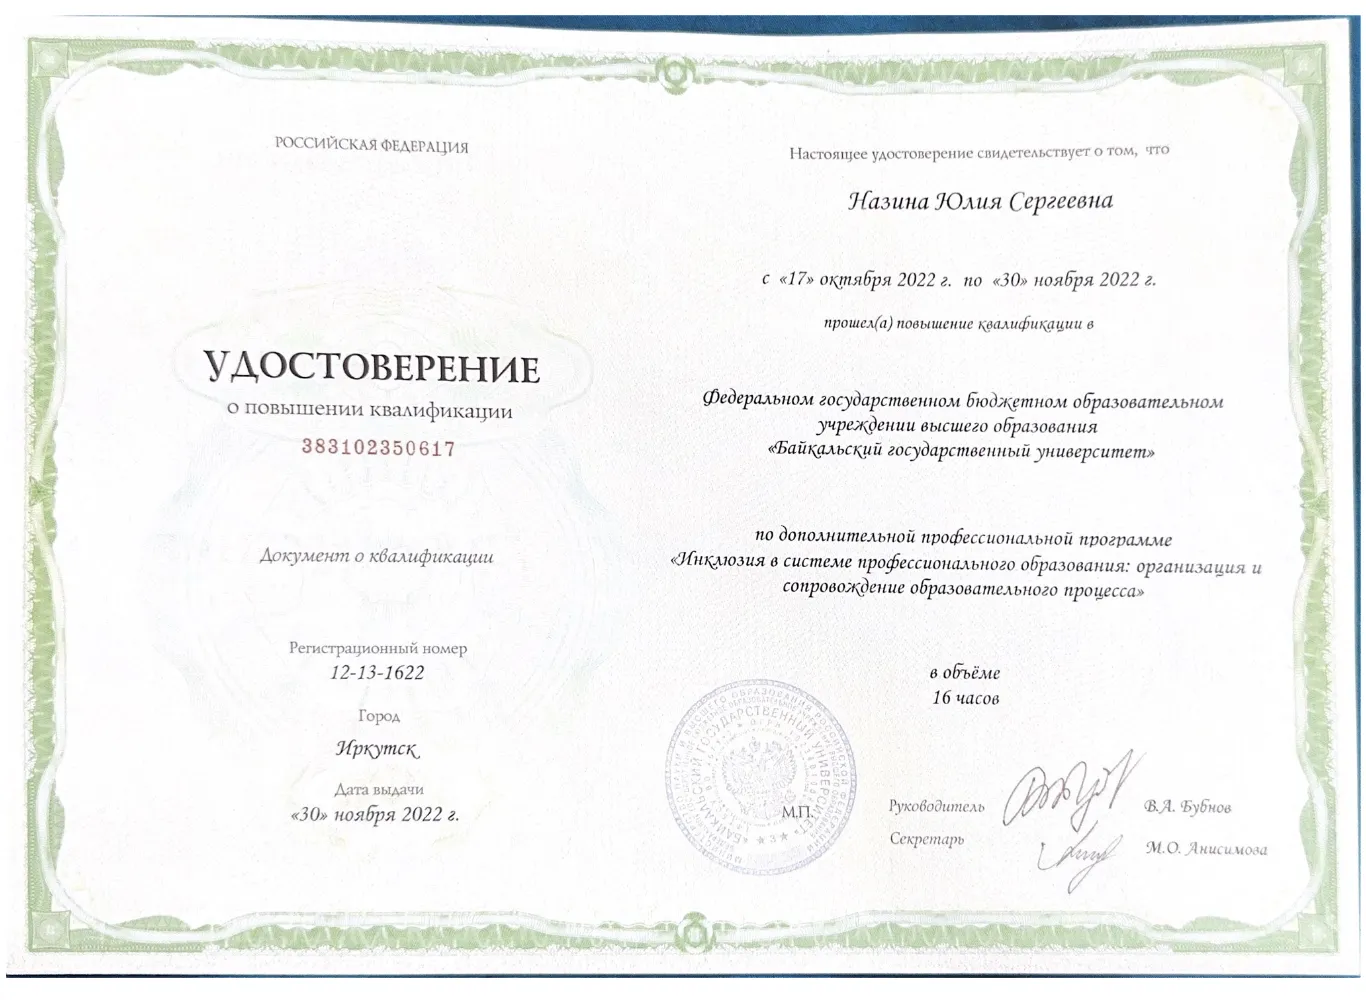 РОССИЙСКАЯ ФЕДЕРАЦИЯ
УДОСТОВЕРЕНИЕ
о повышении квалификации
383102350617
Документ о квалификации
Регистрационный номер
12-13-1622
Город
Иркутск
Дата выдачи
«30» ноября 2022 г.
Настоящее удостоверение свидетельствует о том, что
Назина Юлия Сергеевна
с «17» октября 2022 г. по «30» ноября 2022 г.
прошел(а) повышение квалификации в
Федеральном государственном бюджетном образовательном
учреждении высшего образования
«Байкальский государственный университет»
по дополнительной профессиональной программе
«Инклюзия в системе профессионального образования: организация и
сопровождение образовательного процесса»
в объёме
16 часов
«БАЙКАЛЬСКИЙ ГОСУДАРСТВЕННЫЙ УНИВЕРСИТЕТ»
★ 3 ★
М.П.
Руководитель
В.А. Бубнов
Секретарь
М.О. Анисимова